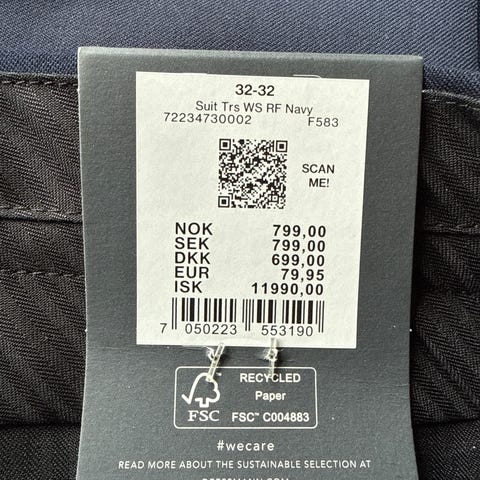 32-32
Suit Trs WS RF Navy
72234730002 F583
SCAN
ME!
NOK 799,00
SEK 799,00
DKK 699,00
EUR 79,95
ISK 11990,00
7 050223 553190
RECYCLED
Paper
FSC
FSC™ C004883
#wecare
READ MORE ABOUT THE SUSTAINABLE SELECTION AT